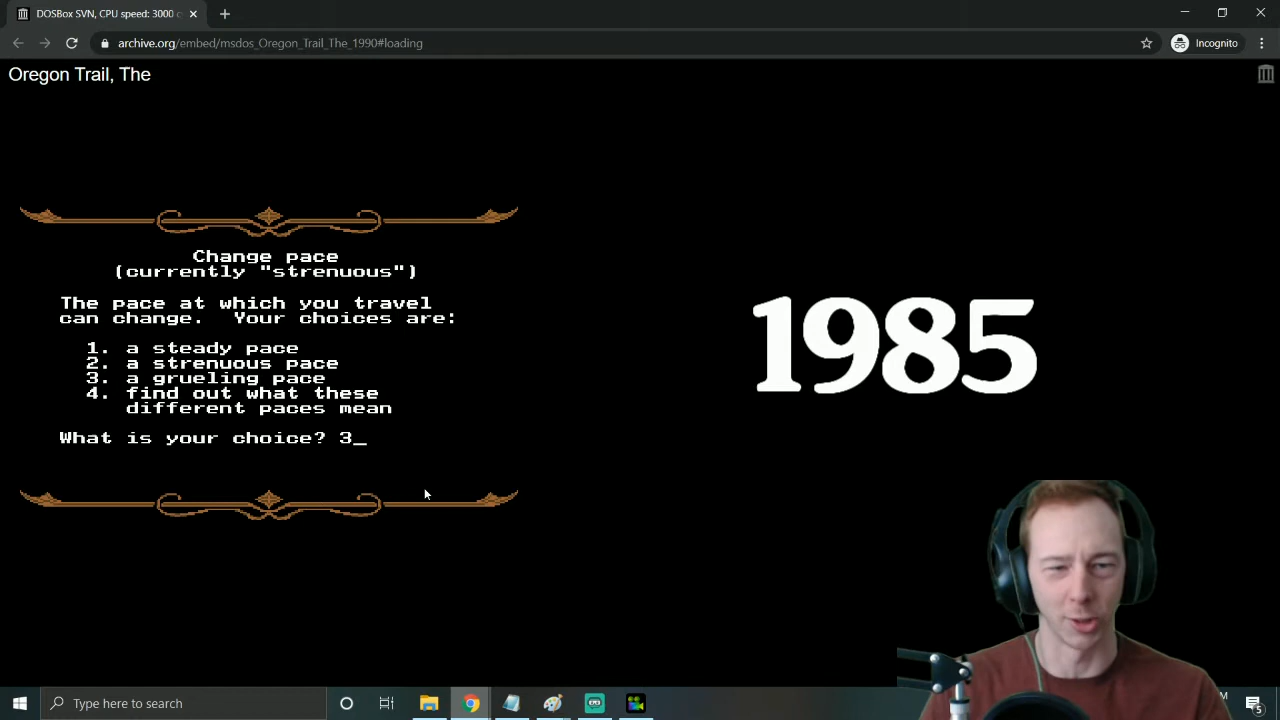 DOSBox SVN, CPU speed: 3000 c
archive.org/embed/msdos_Oregon_Trail_The_1990#loading
Incognito
Oregon Trail, The
Change pace
(currently "strenuous")
The pace at which you travel
can change. Your choices are:
1. a steady pace
2. a strenuous pace
3. a grueling pace
4. find out what these
different paces mean
What is your choice? 3_
1985
Type here to search
M
5